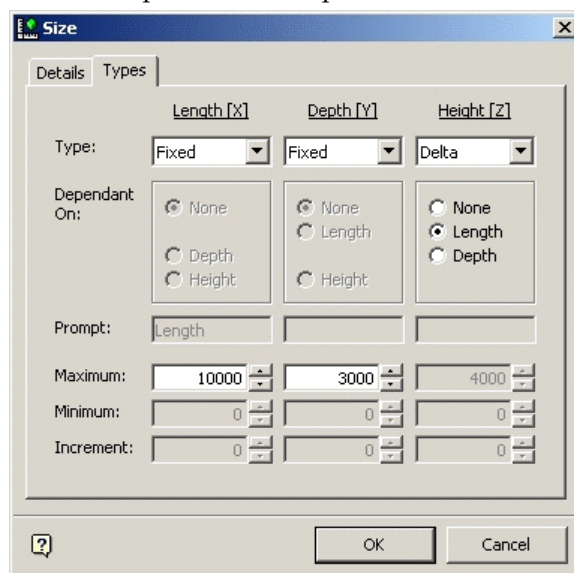 Size
Details Types
Length [X] Depth [Y] Height [Z]
Type: Fixed Fixed Delta
Dependant On: None None None
Length Length
Depth Depth
Height Height
Prompt: Length
Maximum: 10000 3000 4000
Minimum: 0 0 0
Increment: 0 0 0
OK Cancel